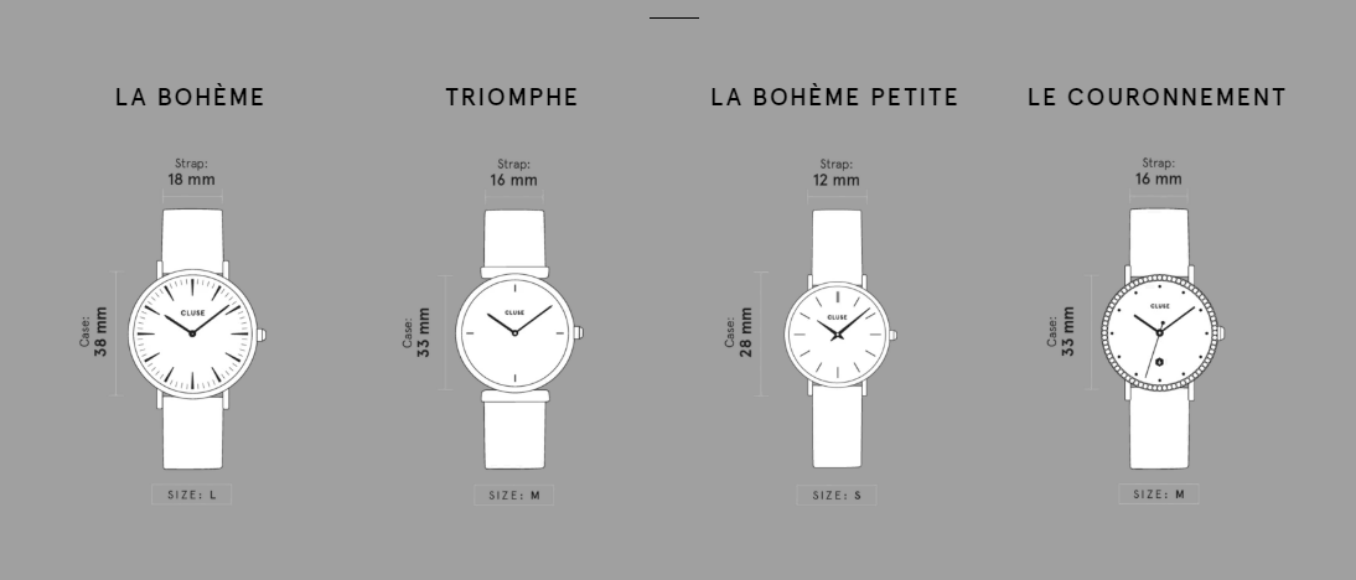 LA BOHÈME
Strap:
18 mm
Case:
38 mm
CLUSE
SIZE: L
TRIOMPHE
Strap:
16 mm
Case:
33 mm
CLUSE
SIZE: M
LA BOHÈME PETITE
Strap:
12 mm
Case:
28 mm
CLUSE
SIZE: S
LE COURONNEMENT
Strap:
16 mm
Case:
33 mm
CLUSE
SIZE: M